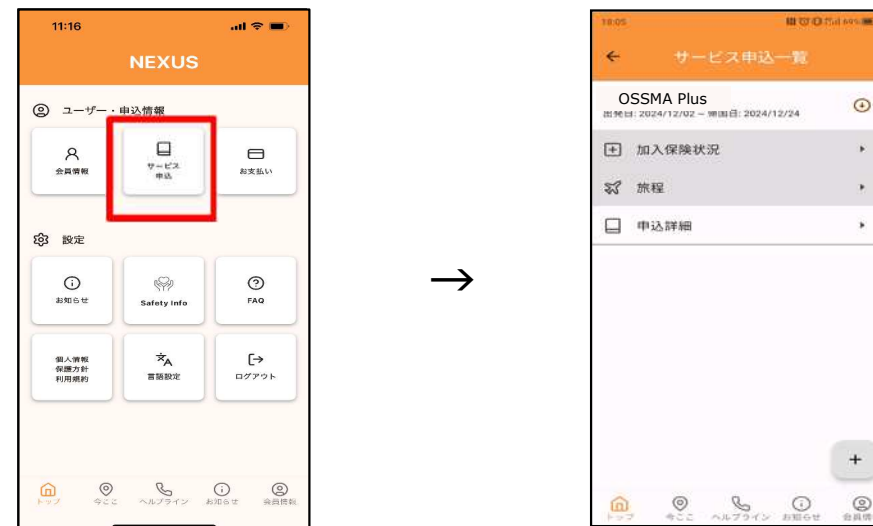 11:16
NEXUS
ユーザー・申込情報
会員情報
サービス
申込
お支払い
設定
お知らせ
Safety Info
FAQ
個人情報
保護方針
利用規約
言語設定
ログアウト
トップ
今ここ
ヘルプライン
お知らせ
会員情報
→
18:05
69%
サービス申込一覧
OSSMA Plus
出発日: 2024/12/02 ~ 帰国日: 2024/12/24
加入保険状況
旅程
申込詳細
+
トップ
今ここ
ヘルプライン
お知らせ
会員情